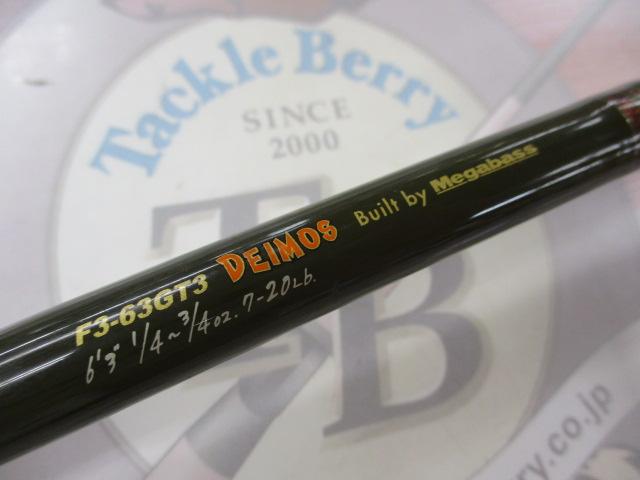 Tackle Berry
SINCE
2000
TB
F3-63GT3 DEIMOS Built by Megabass
6'3" 1/4~3/4oz. 7-20Lb.
rry.co.jp